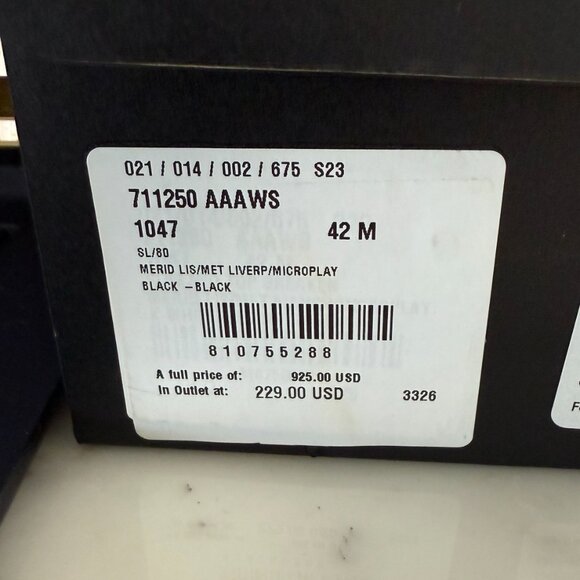 021 / 014 / 002 / 675 S23
711250 AAAWS
1047 42 M
SL/80
MERID LIS/MET LIVERP/MICROPLAY
BLACK -BLACK
810755288
A full price of: 925.00 USD
In Outlet at: 229.00 USD 3326